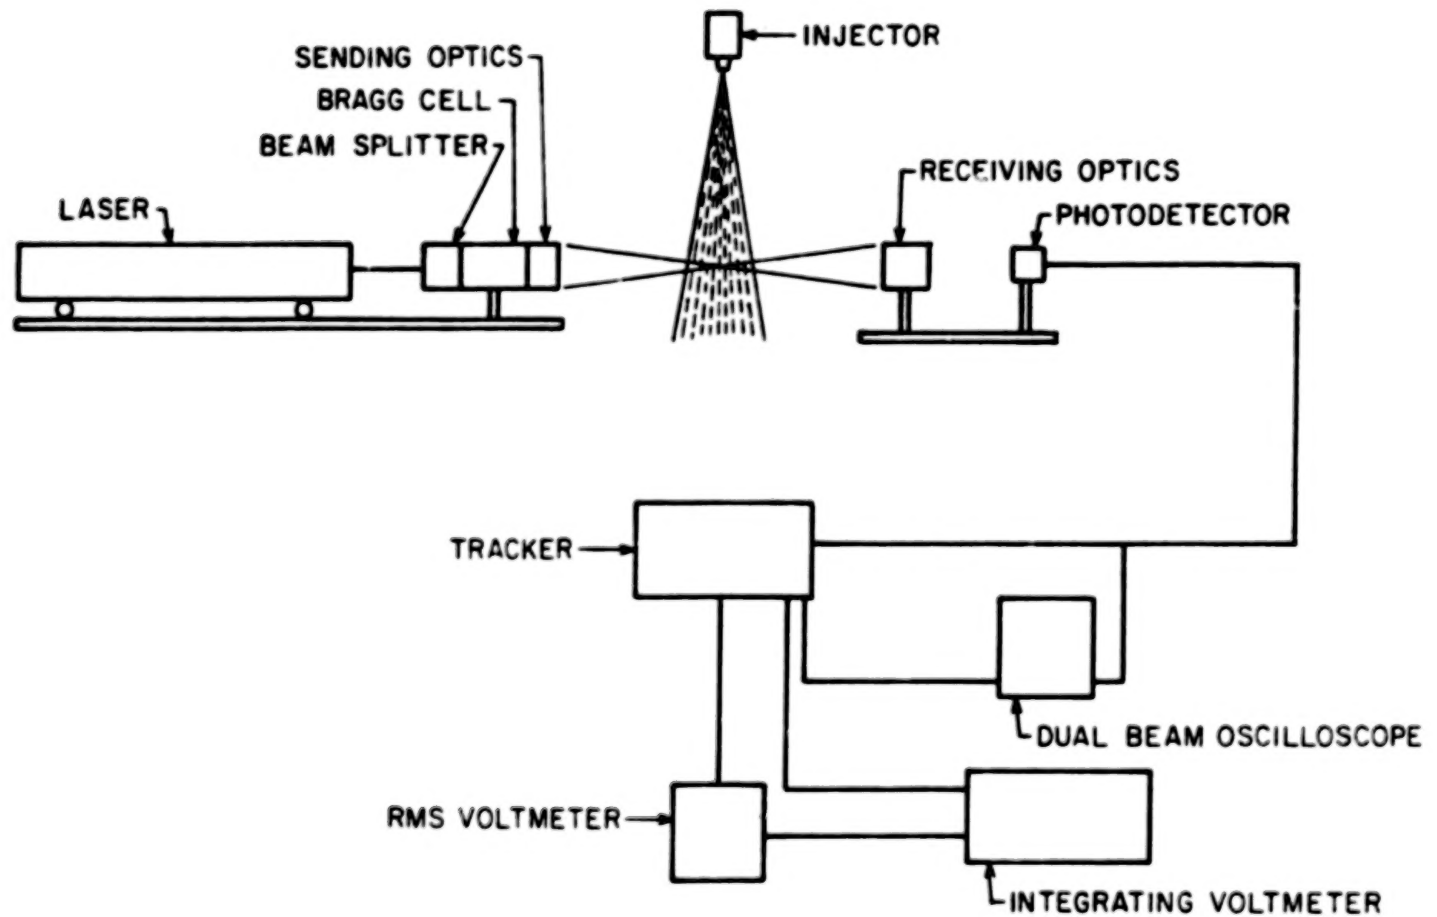 INJECTOR
SENDING OPTICS
BRAGG CELL
BEAM SPLITTER
LASER
RECEIVING OPTICS
PHOTODETECTOR
TRACKER
DUAL BEAM OSCILLOSCOPE
RMS VOLTMETER
INTEGRATING VOLTMETER